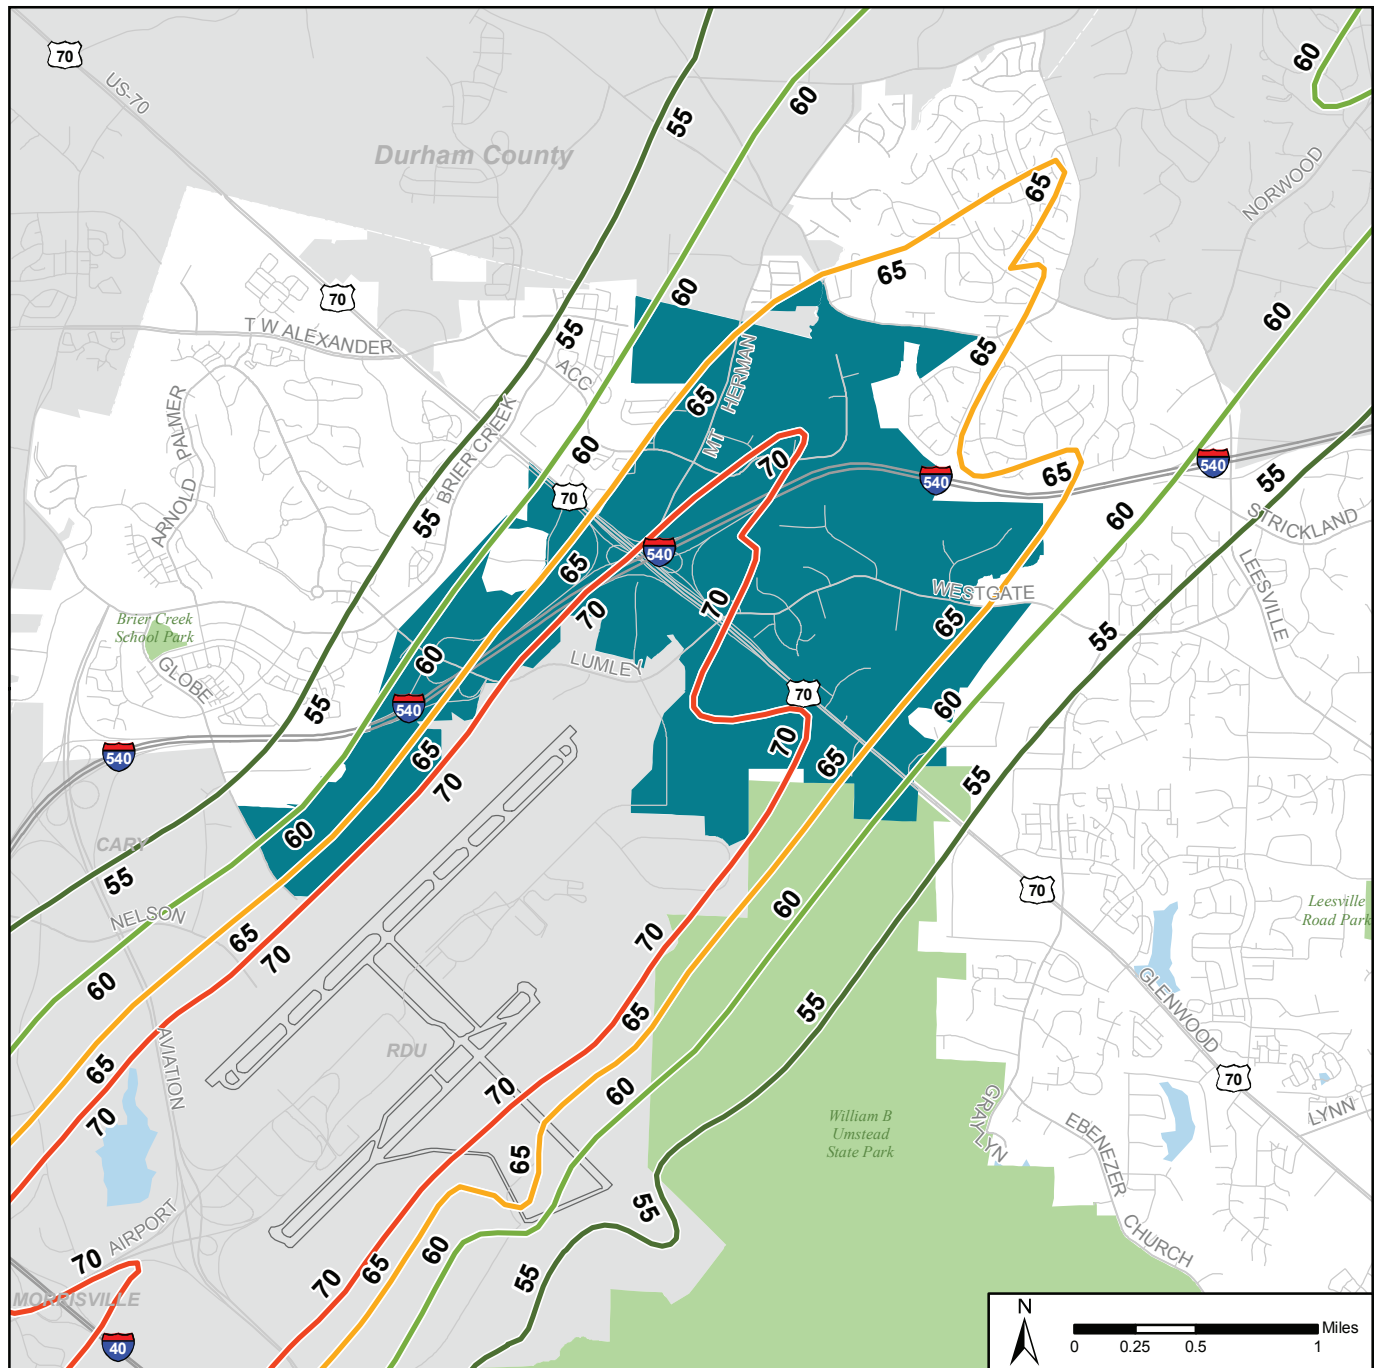 70
US-70
55
60
60
Durham County
NORWOOD
65
65
60
60
70
55
T W ALEXANDER
ACC
65
MT HERMAN
65
ARNOLD PALMER
BRIER CREEK
60
70
70
540
65
540
55
60
STRICKLAND
55
70
540
65
70
70
WESTGATE
LEESVILLE
65
55
Brier Creek
School Park
GLOBE
60
LUMLEY
540
55
70
60
540
65
70
70
65
55
60
CARY
55
NELSON
65
70
60
70
60
70
Leesville
Road Park
GLENWOOD
65
55
AVIATION
65
70
RDU
70
60
70
William B
Umstead
State Park
GRAYLYN
EBENEZER
CHURCH
LYNN
65
55
AIRPORT
70
MORRISVILLE
40
70
65
60
55
N
Miles
0 0.25 0.5 1